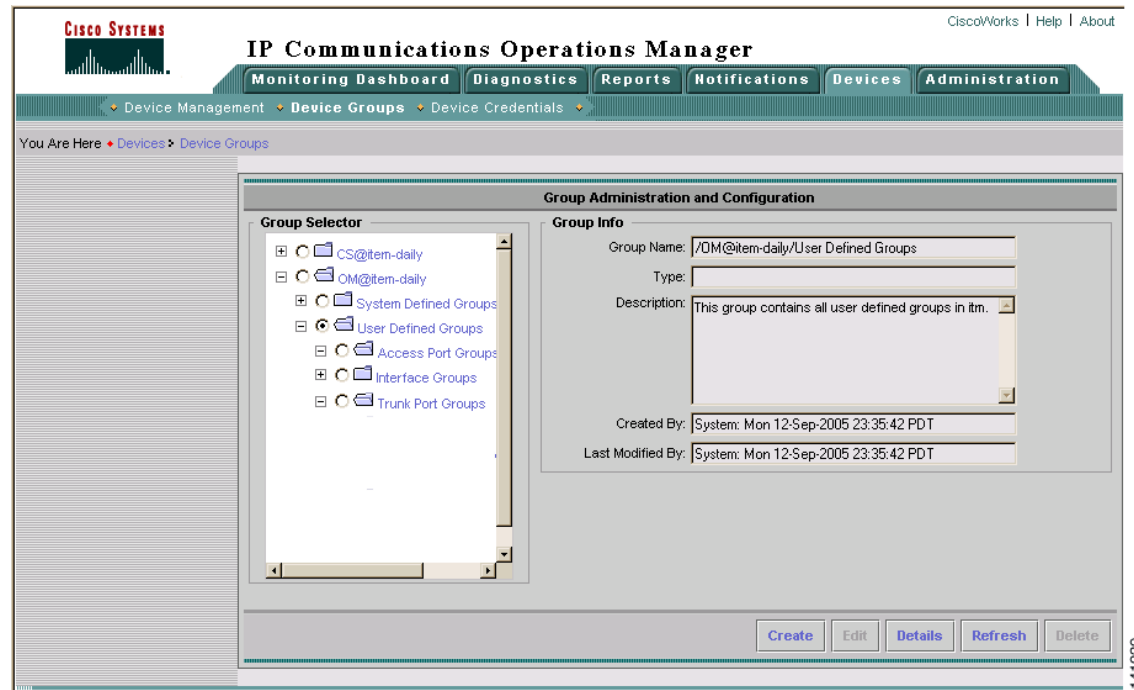 CISCO SYSTEMS
CiscoWorks | Help | About
IP Communications Operations Manager
Monitoring Dashboard Diagnostics Reports Notifications Devices Administration
Device Management Device Groups Device Credentials
You Are Here Devices > Device Groups
Group Administration and Configuration
Group Selector
CS@item-daily
OM@item-daily
System Defined Groups
User Defined Groups
Access Port Groups
Interface Groups
Trunk Port Groups
Group Info
Group Name: /OM@item-daily/User Defined Groups
Type:
Description: This group contains all user defined groups in itm.
Created By: System: Mon 12-Sep-2005 23:35:42 PDT
Last Modified By: System: Mon 12-Sep-2005 23:35:42 PDT
Create Edit Details Refresh Delete